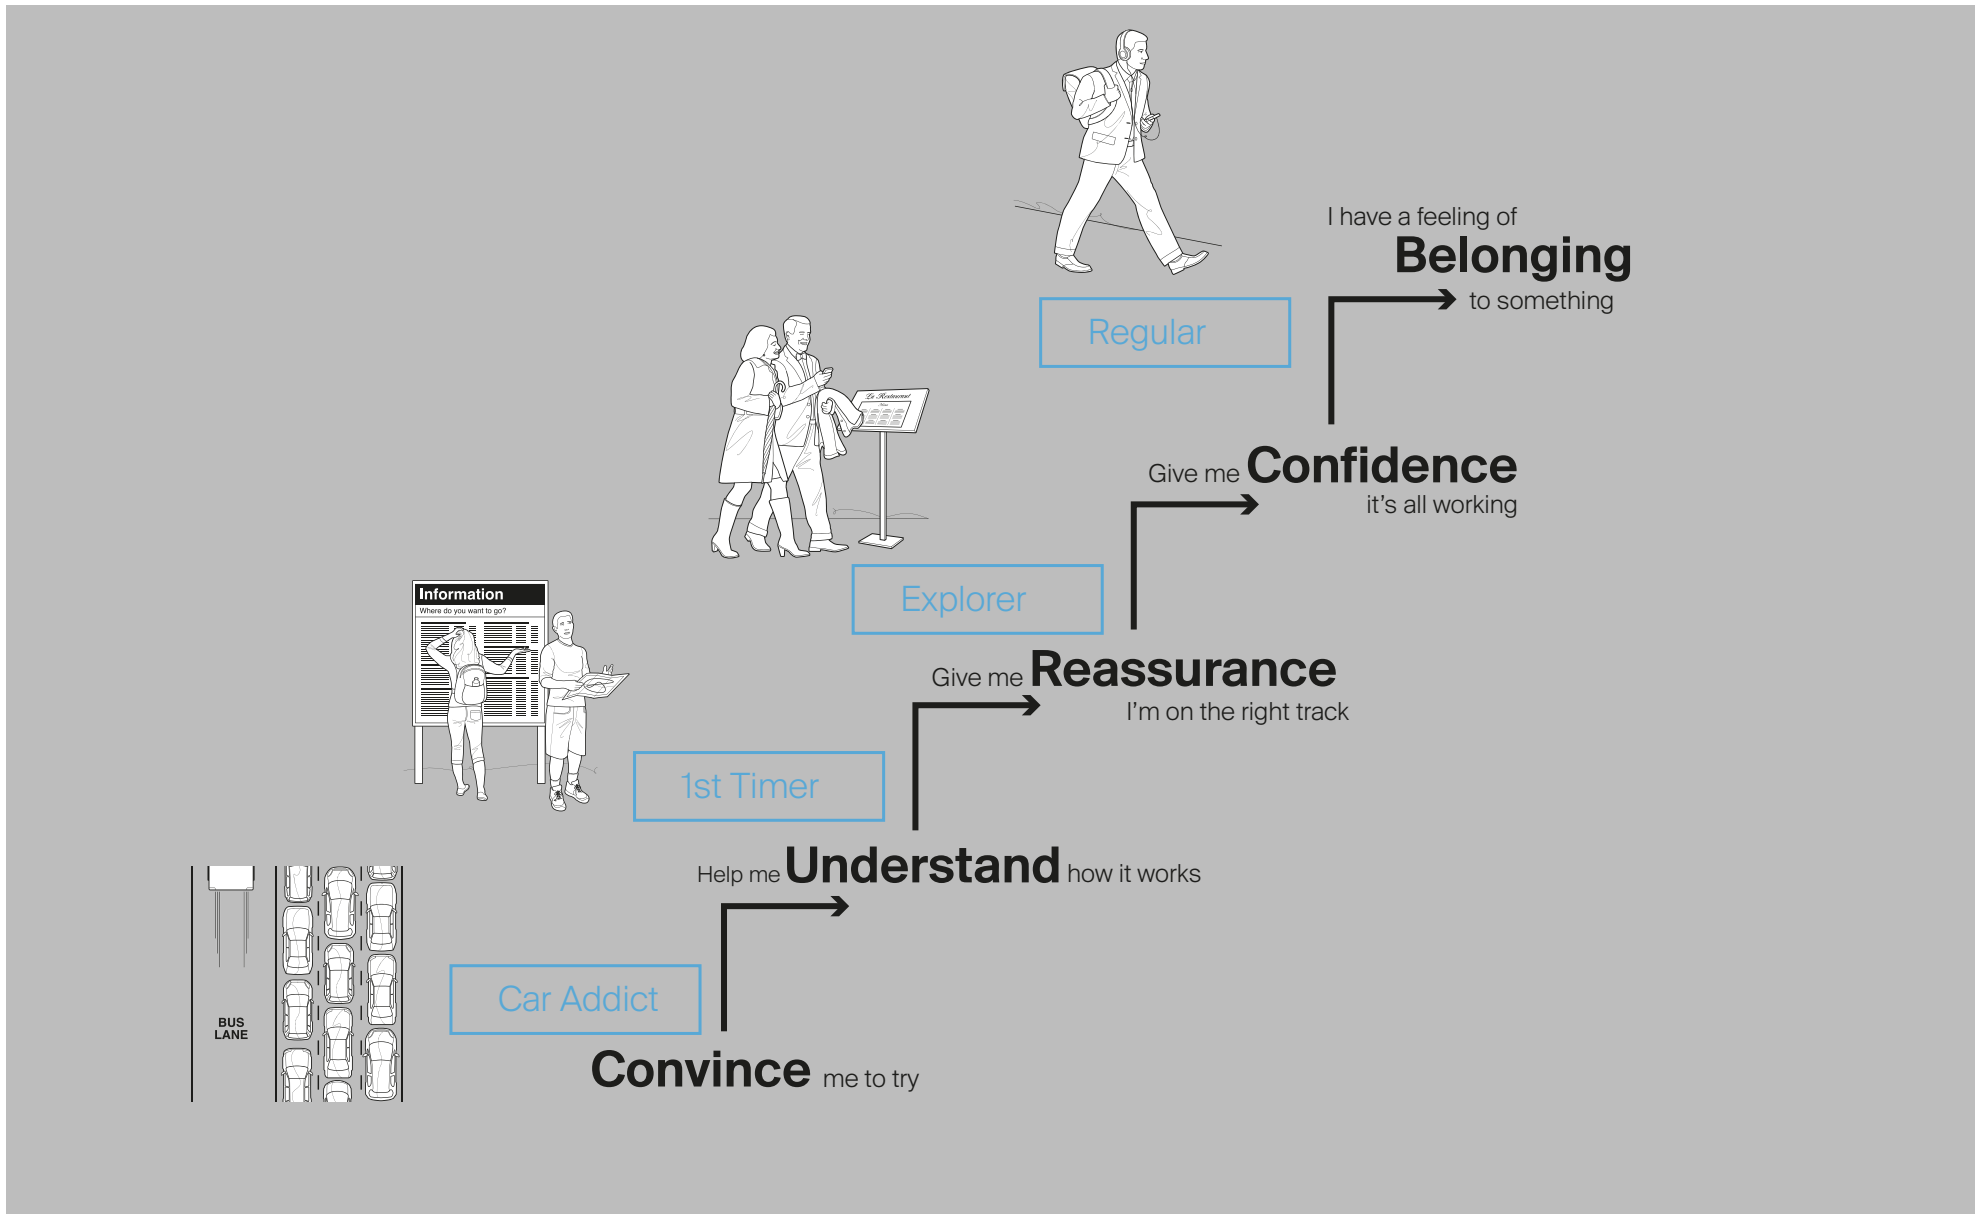 I have a feeling of
Belonging
to something
Regular
Give me Confidence
it's all working
Le Restaurant
Explorer
Give me Reassurance
I'm on the right track
Information
Where do you want to go?
1st Timer
Help me Understand how it works
Car Addict
BUS
LANE
Convince me to try